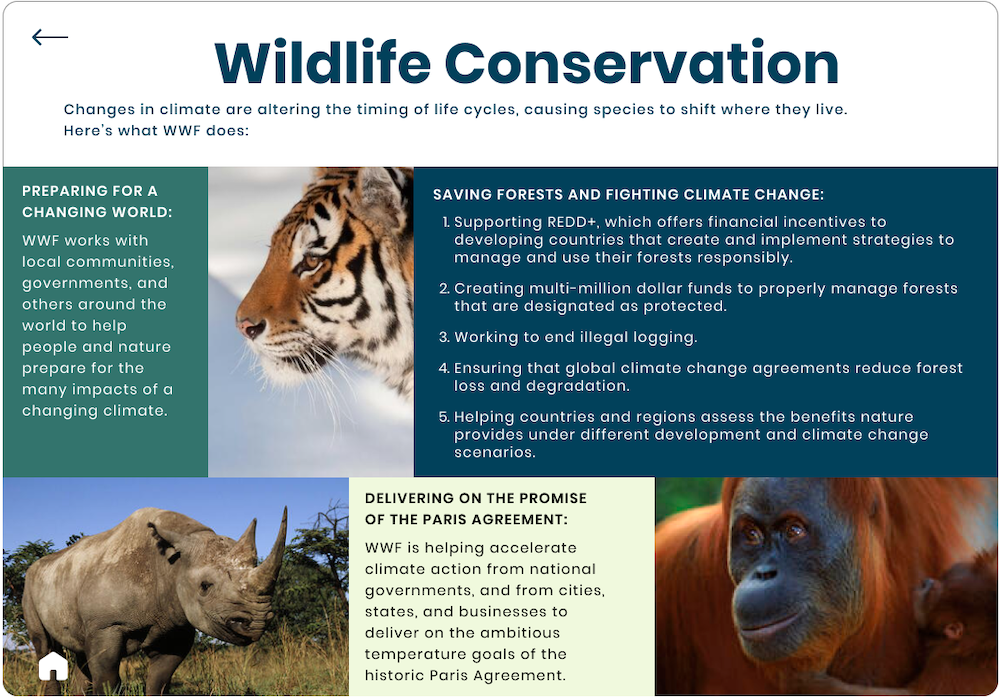 Wildlife Conservation
Changes in climate are altering the timing of life cycles, causing species to shift where they live.
Here's what WWF does:
PREPARING FOR A
CHANGING WORLD:
WWF works with
local communities,
governments, and
others around the
world to help
people and nature
prepare for the
many impacts of a
changing climate.
SAVING FORESTS AND FIGHTING CLIMATE CHANGE:
1. Supporting REDD+, which offers financial incentives to
developing countries that create and implement strategies to
manage and use their forests responsibly.
2. Creating multi-million dollar funds to properly manage forests
that are designated as protected.
3. Working to end illegal logging.
4. Ensuring that global climate change agreements reduce forest
loss and degradation.
5. Helping countries and regions assess the benefits nature
provides under different development and climate change
scenarios.
DELIVERING ON THE PROMISE
OF THE PARIS AGREEMENT:
WWF is helping accelerate
climate action from national
governments, and from cities,
states, and businesses to
deliver on the ambitious
temperature goals of the
historic Paris Agreement.